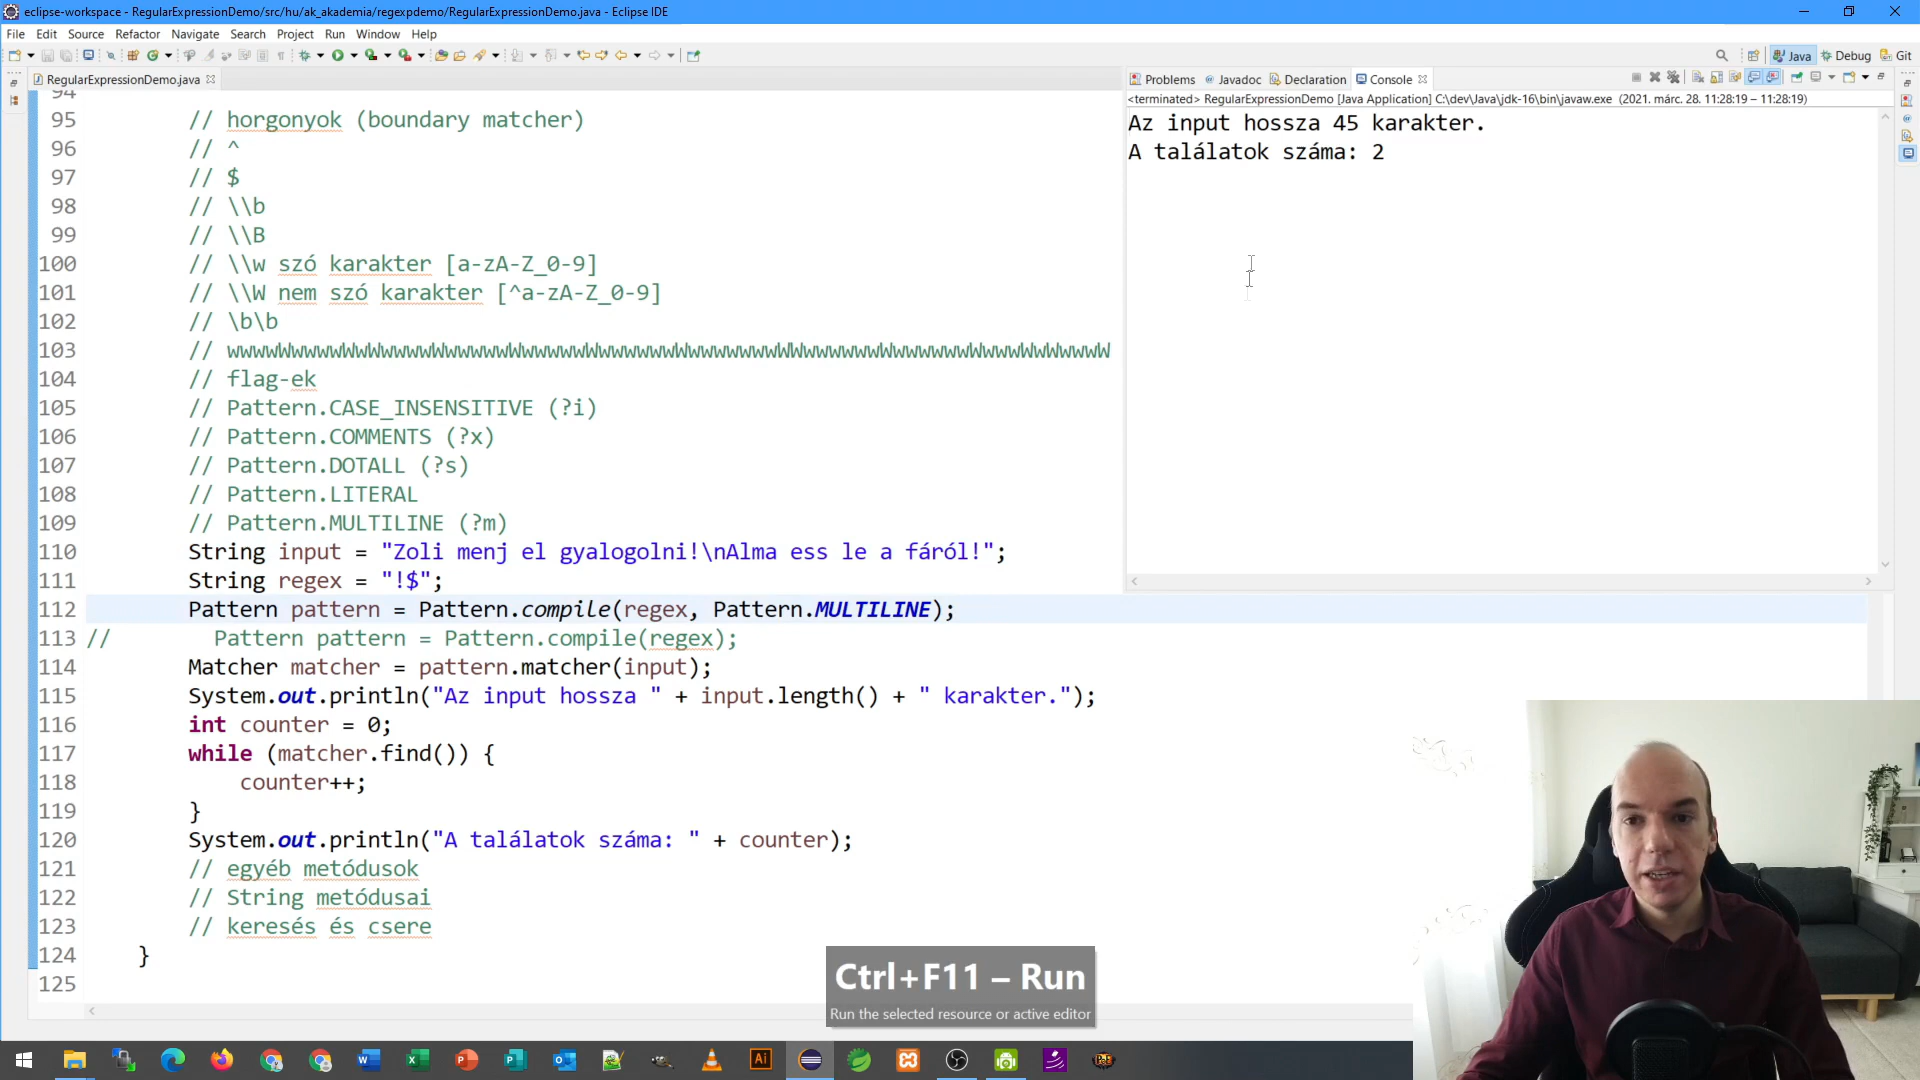 eclipse-workspace - RegularExpressionDemo/src/hu/ak_akademia/regexpdemo/RegularExpressionDemo.java - Eclipse IDE
File Edit Source Refactor Navigate Search Project Run Window Help
Java Debug Git
RegularExpressionDemo.java
Problems Javadoc Declaration Console
<terminated> RegularExpressionDemo [Java Application] C:\dev\Java\jdk-16\bin\javaw.exe (2021. márc. 28. 11:28:19 – 11:28:19)
Az input hossza 45 karakter.
A találatok száma: 2
94
95 // horgonyok (boundary matcher)
96 // ^
97 // $
98 // \\b
99 // \\B
100 // \\w szó karakter [a-zA-Z_0-9]
101 // \\W nem szó karakter [^a-zA-Z_0-9]
102 // \b\b
103 //
104 // flag-ek
105 // Pattern.CASE_INSENSITIVE (?i)
106 // Pattern.COMMENTS (?x)
107 // Pattern.DOTALL (?s)
108 // Pattern.LITERAL
109 // Pattern.MULTILINE (?m)
110 String input = "Zoli menj el gyalogolni!\nAlma ess le a fáról!";
111 String regex = "!$";
112 Pattern pattern = Pattern.compile(regex, Pattern.MULTILINE);
113 // Pattern pattern = Pattern.compile(regex);
114 Matcher matcher = pattern.matcher(input);
115 System.out.println("Az input hossza " + input.length() + " karakter.");
116 int counter = 0;
117 while (matcher.find()) {
118 counter++;
119 }
120 System.out.println("A találatok száma: " + counter);
121 // egyéb metódusok
122 // String metódusai
123 // keresés és csere
124 }
125
Ctrl+F11 – Run
Run the selected resource or active editor